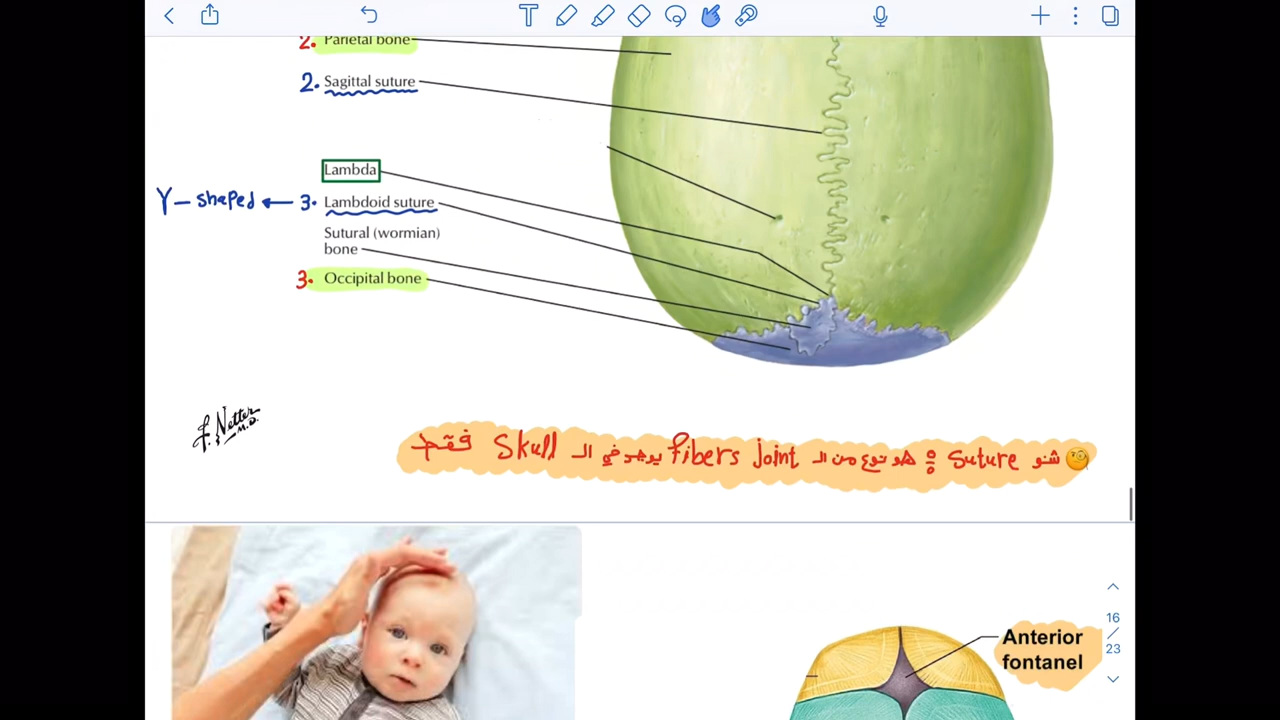 2. Parietal bone
2. Sagittal suture
Lambda
Y-shaped ← 3. Lambdoid suture
Sutural (wormian)
bone
3. Occipital bone
F. Netter
M.D.
🧐 شنو Suture ؟ هو نوع من الـ fibers joint يوجد في الـ Skull فقط
Anterior
fontanel
16
/
23